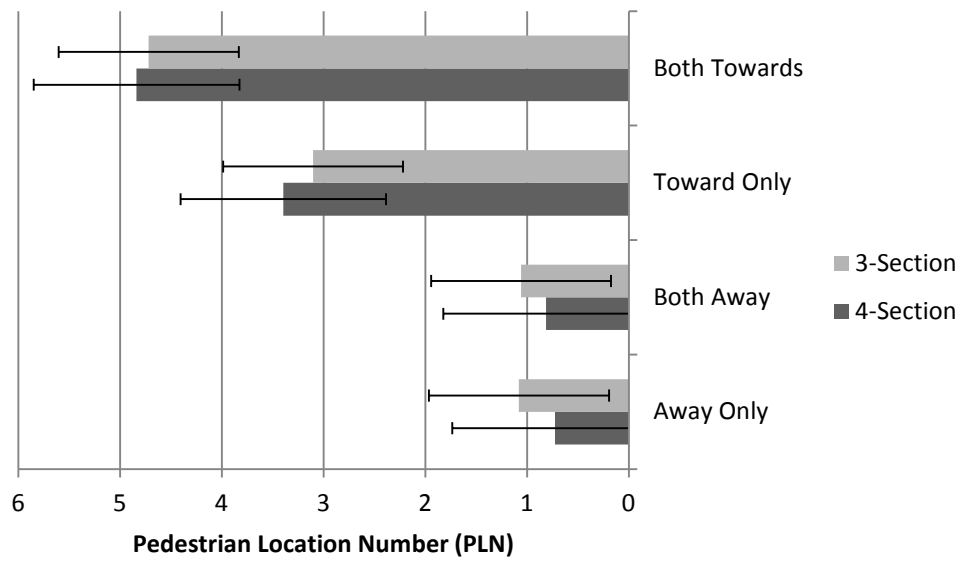 Both Towards
Toward Only
3-Section
Both Away
4-Section
Away Only
6 5 4 3 2 1 0
Pedestrian Location Number (PLN)